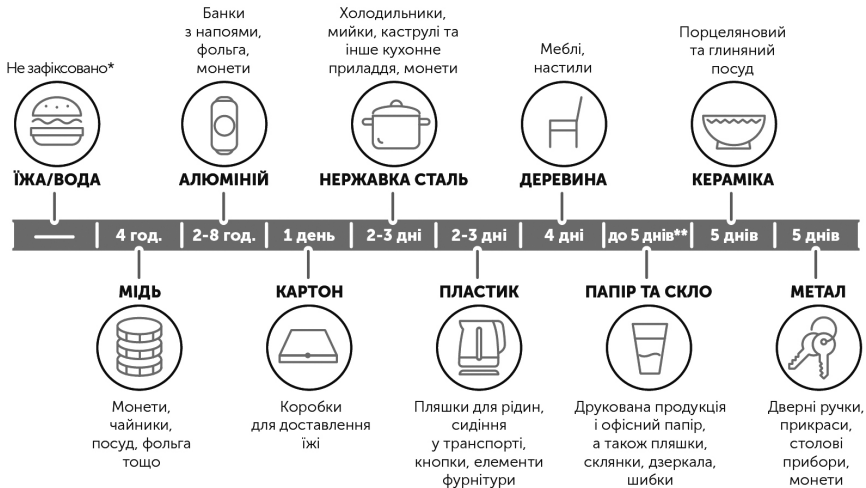 Не зафіксовано*
ЇЖА/ВОДА
Банки
з напоями,
фольга,
монети
АЛЮМІНІЙ
Холодильники,
мийки, каструлі та
інше кухонне
приладдя, монети
НЕРЖАВКА СТАЛЬ
Меблі,
настили
ДЕРЕВИНА
Порцеляновий
та глиняний
посуд
КЕРАМІКА
4 год.
2-8 год.
1 день
2-3 дні
2-3 дні
4 дні
до 5 днів**
5 днів
5 днів
МІДЬ
Монети,
чайники,
посуд, фольга
тощо
КАРТОН
Коробки
для доставлення
їжі
ПЛАСТИК
Пляшки для рідин,
сидіння
у транспорті,
кнопки, елементи
фурнітури
ПАПІР ТА СКЛО
Друкована продукція
і офісний папір,
а також пляшки,
склянки, дзеркала,
шибки
МЕТАЛ
Дверні ручки,
прикраси,
столові
прибори,
монети